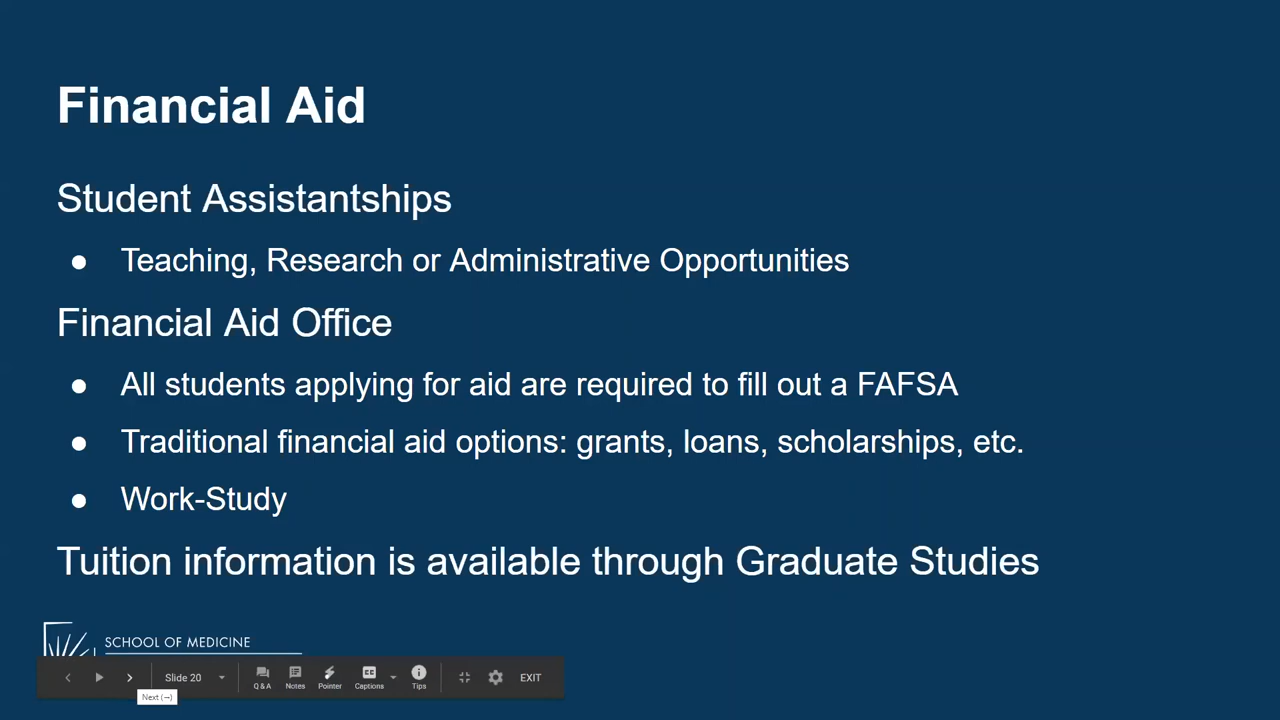 Financial Aid
Student Assistantships
● Teaching, Research or Administrative Opportunities
Financial Aid Office
● All students applying for aid are required to fill out a FAFSA
● Traditional financial aid options: grants, loans, scholarships, etc.
● Work-Study
Tuition information is available through Graduate Studies
SCHOOL OF MEDICINE
Slide 20
Q&A
Notes
Pointer
CC
Captions
Tips
EXIT
Next (→)